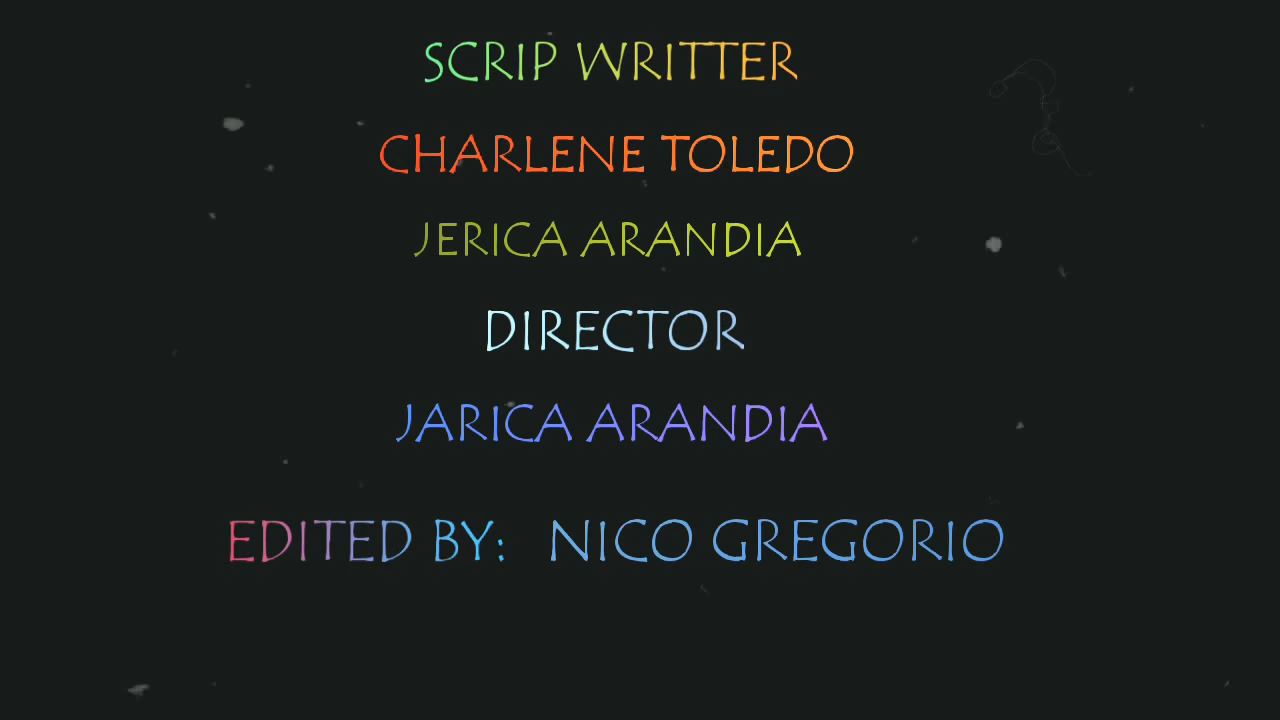 SCRIP WRITTER
CHARLENE TOLEDO
JERICA ARANDIA
DIRECTOR
JARICA ARANDIA
EDITED BY: NICO GREGORIO